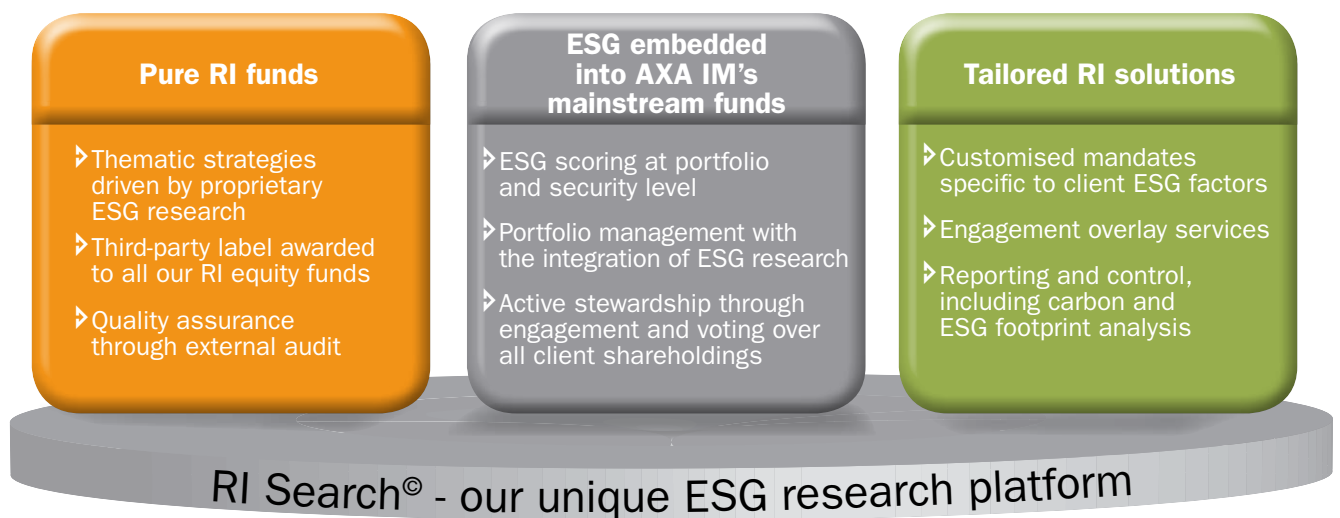 Pure RI funds
Thematic strategies
driven by proprietary
ESG research
Third-party label awarded
to all our RI equity funds
Quality assurance
through external audit
ESG embedded
into AXA IM's
mainstream funds
ESG scoring at portfolio
and security level
Portfolio management with
the integration of ESG research
Active stewardship through
engagement and voting over
all client shareholdings
Tailored RI solutions
Customised mandates
specific to client ESG factors
Engagement overlay services
Reporting and control,
including carbon and
ESG footprint analysis
RI Search© - our unique ESG research platform